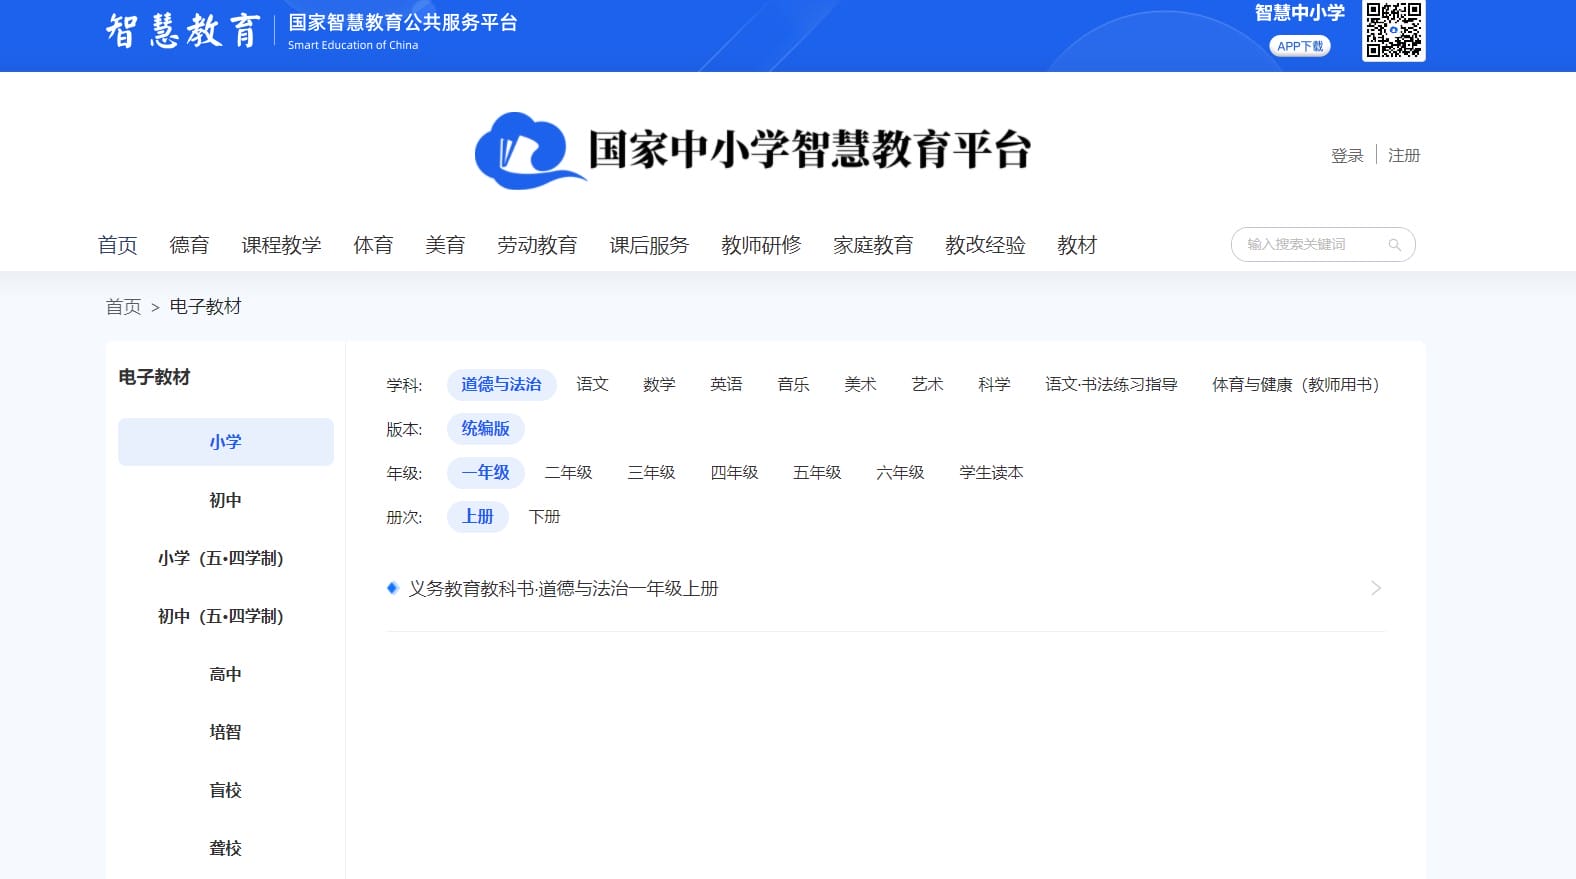 智慧教育
国家智慧教育公共服务平台
Smart Education of China
智慧中小学
APP下载
国家中小学智慧教育平台
登录 注册
首页 德育 课程教学 体育 美育 劳动教育 课后服务 教师研修 家庭教育 教改经验 教材
输入搜索关键词
首页 > 电子教材
电子教材
小学
初中
小学（五•四学制）
初中（五•四学制）
高中
培智
盲校
聋校
学科: 道德与法治 语文 数学 英语 音乐 美术 艺术 科学 语文·书法练习指导 体育与健康（教师用书）
版本: 统编版
年级: 一年级 二年级 三年级 四年级 五年级 六年级 学生读本
册次: 上册 下册
义务教育教科书·道德与法治一年级上册